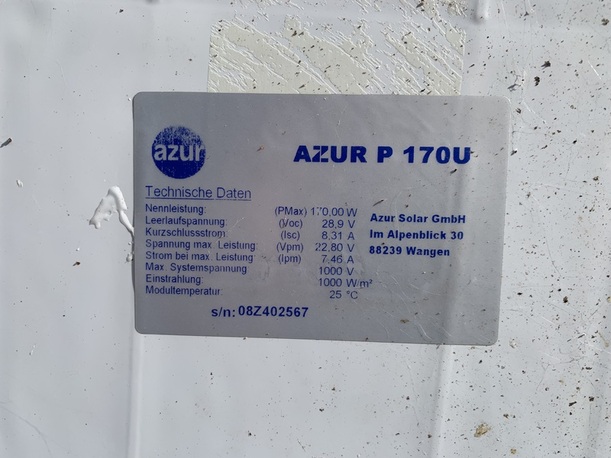 azur
AZUR P 170U
Technische Daten
Nennleistung: (PMax) 170,00 W
Leerlaufspannung: (Voc) 28,9 V
Kurzschlussstrom: (Isc) 8,31 A
Spannung max. Leistung: (Vpm) 22,80 V
Strom bei max. Leistung: (Ipm) 7,46 A
Max. Systemspannung 1000 V
Einstrahlung: 1000 W/m²
Modultemperatur: 25 °C
Azur Solar GmbH
Im Alpenblick 30
88239 Wangen
s/n: 08Z402567